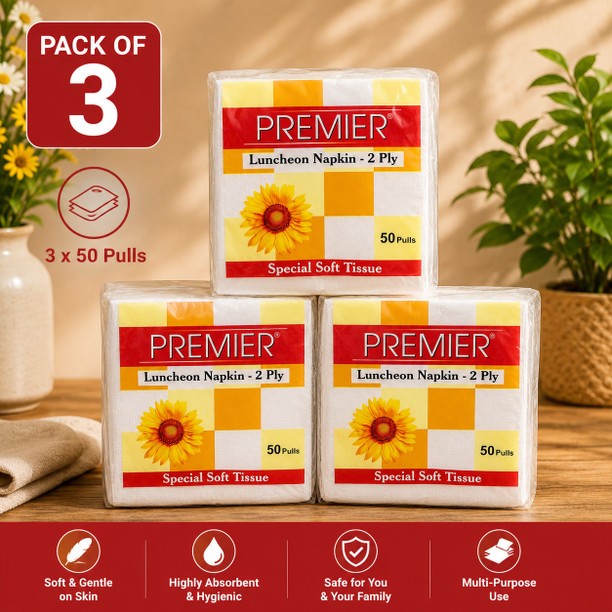 PACK OF
3
3 x 50 Pulls
PREMIER®
Luncheon Napkin - 2 Ply
50 Pulls
Special Soft Tissue
PREMIER®
Luncheon Napkin - 2 Ply
50 Pulls
Special Soft Tissue
PREMIER®
Luncheon Napkin - 2 Ply
50 Pulls
Special Soft Tissue
Soft & Gentle
on Skin
Highly Absorbent
& Hygienic
Safe for You
& Your Family
Multi-Purpose
Use